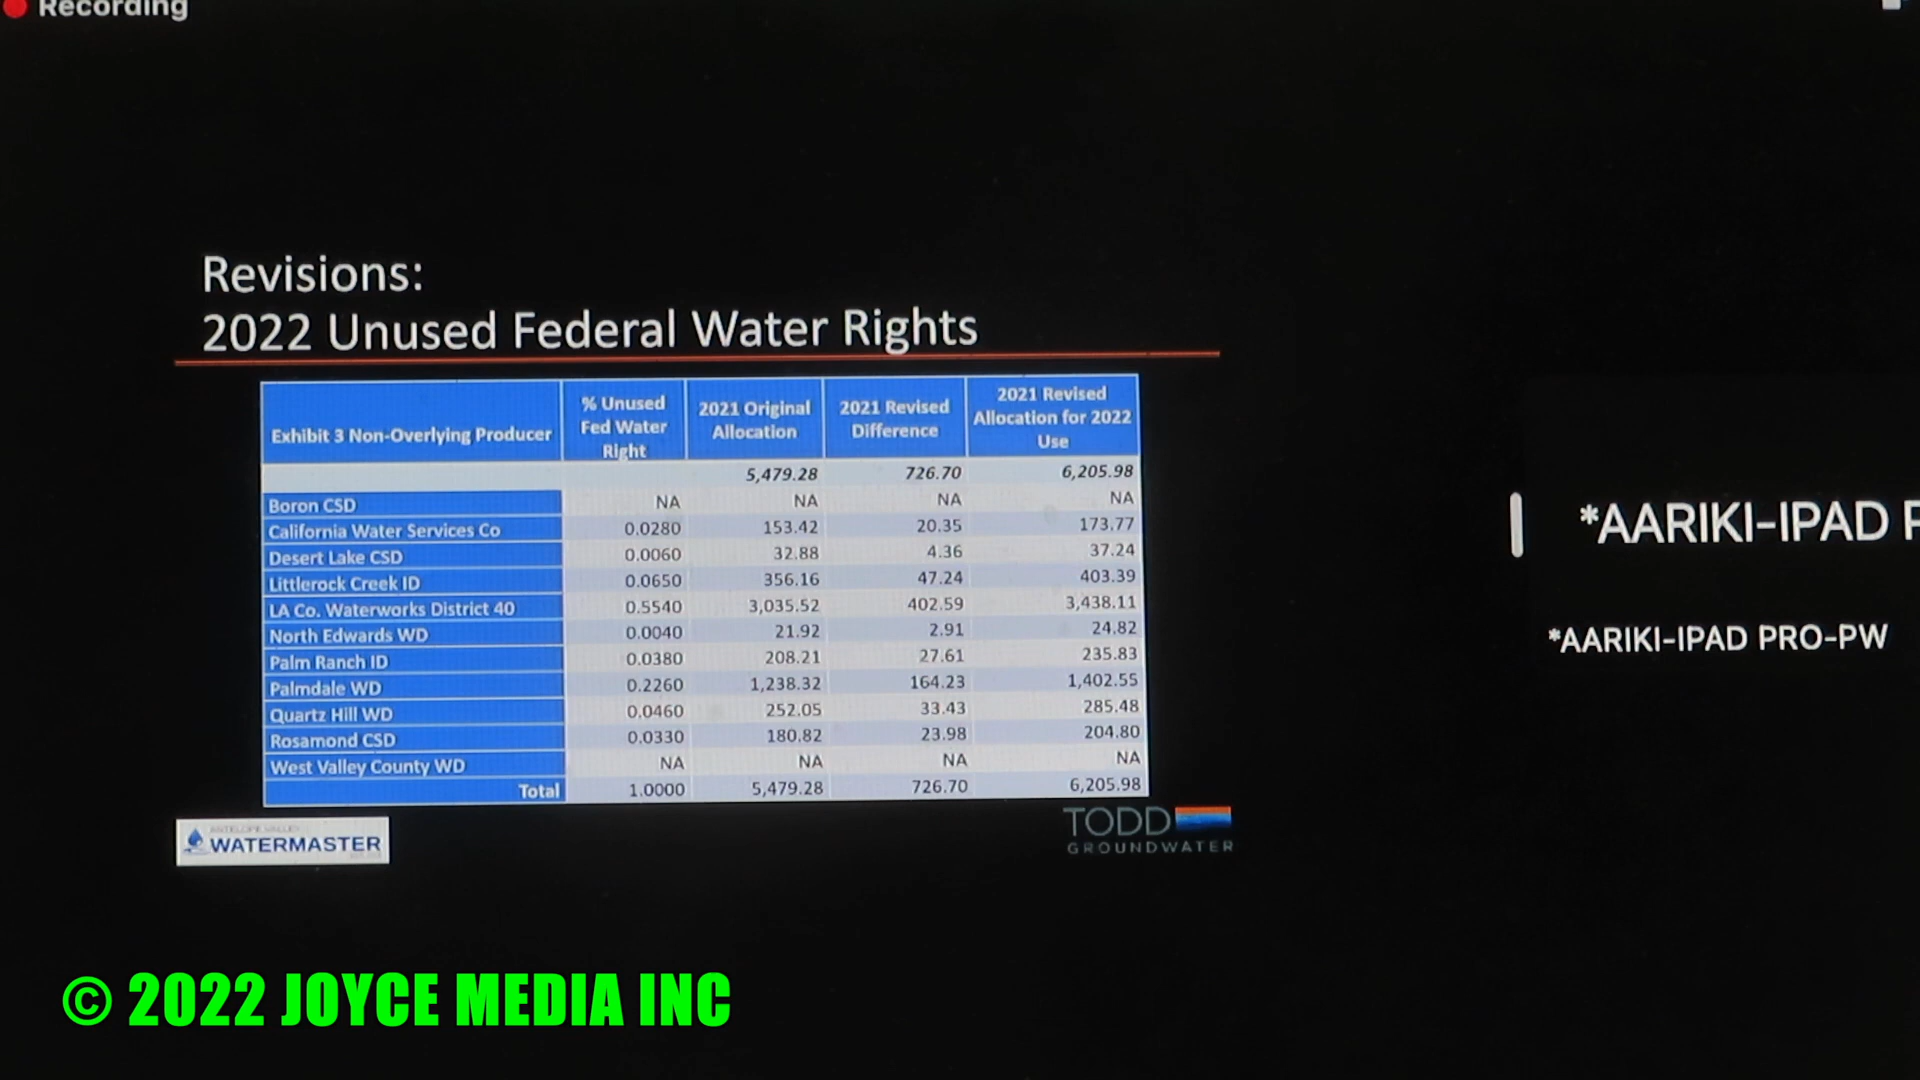 Recording
Revisions:
2022 Unused Federal Water Rights
Exhibit 3 Non-Overlying Producer % Unused Fed Water Right 2021 Original Allocation 2021 Revised Difference 2021 Revised Allocation for 2022 Use
5,479.28 726.70 6,205.98
Boron CSD NA NA NA NA
California Water Services Co 0.0280 153.42 20.35 173.77
Desert Lake CSD 0.0060 32.88 4.36 37.24
Littlerock Creek ID 0.0650 356.16 47.24 403.39
LA Co. Waterworks District 40 0.5540 3,035.52 402.59 3,438.11
North Edwards WD 0.0040 21.92 2.91 24.82
Palm Ranch ID 0.0380 208.21 27.61 235.83
Palmdale WD 0.2260 1,238.32 164.23 1,402.55
Quartz Hill WD 0.0460 252.05 33.43 285.48
Rosamond CSD 0.0330 180.82 23.98 204.80
West Valley County WD NA NA NA NA
Total 1.0000 5,479.28 726.70 6,205.98
ANTELOPE VALLEY
WATERMASTER
TODD
GROUNDWATER
*AARIKI-IPAD P
*AARIKI-IPAD PRO-PW
© 2022 JOYCE MEDIA INC